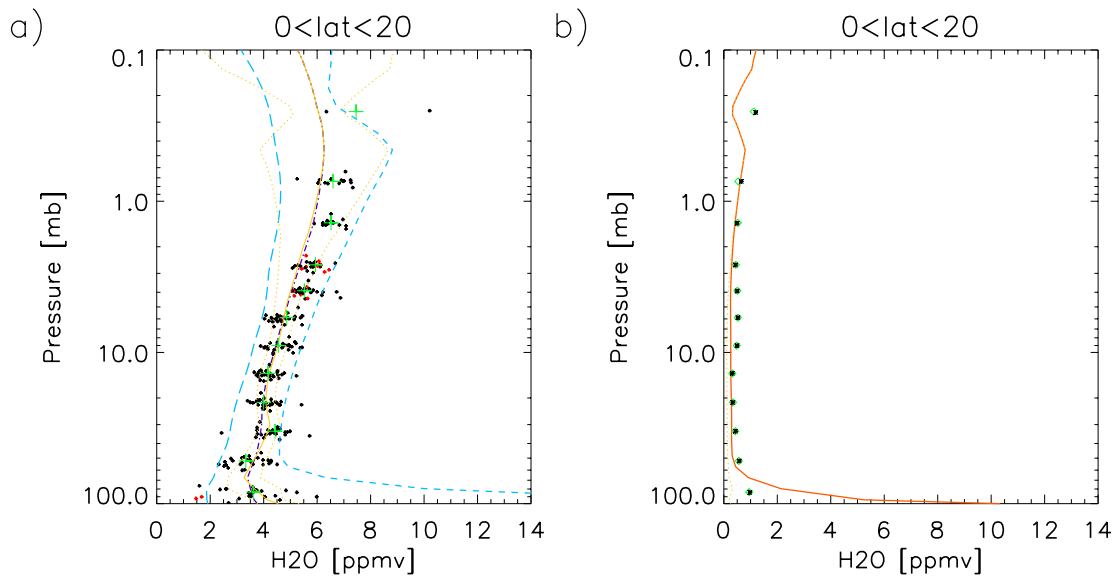 a)
0<lat<20
0.1
1.0
10.0
100.0
Pressure [mb]
0 2 4 6 8 10 12 14
H2O [ppmv]
b)
0<lat<20
0.1
1.0
10.0
100.0
Pressure [mb]
0 2 4 6 8 10 12 14
H2O [ppmv]